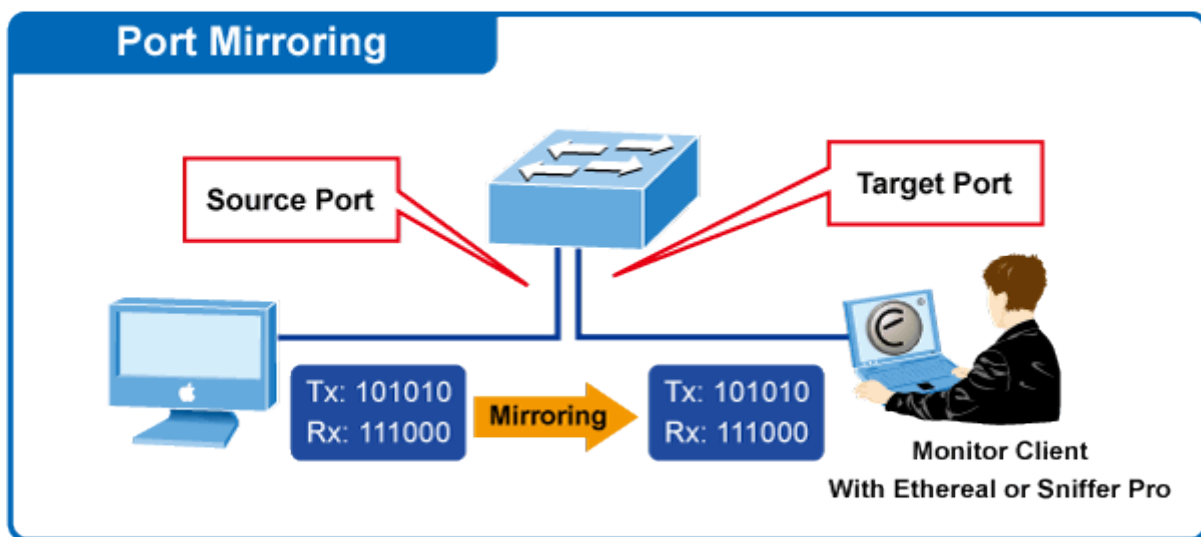 Port Mirroring
Source Port
Target Port
Tx: 101010
Rx: 111000
Mirroring
Tx: 101010
Rx: 111000
Monitor Client
With Ethereal or Sniffer Pro